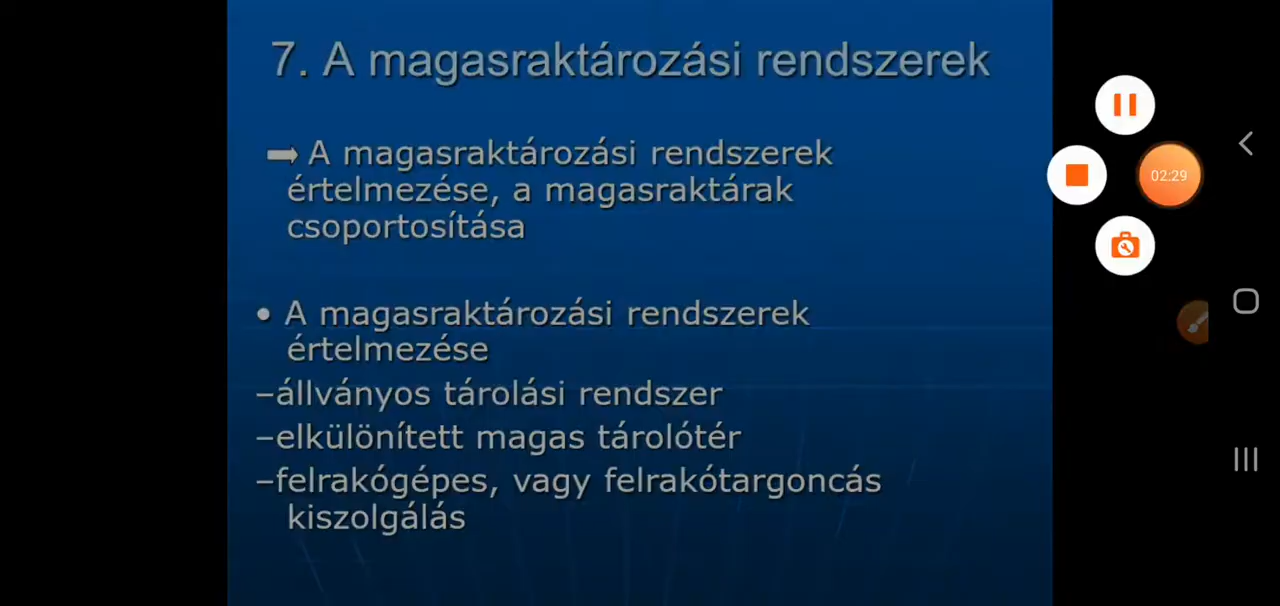 7. A magasraktározási rendszerek
➡ A magasraktározási rendszerek
értelmezése, a magasraktárak
csoportosítása
• A magasraktározási rendszerek
értelmezése
–állványos tárolási rendszer
–elkülönített magas tárolótér
–felrakógépes, vagy felrakótargoncás
kiszolgálás
02:29